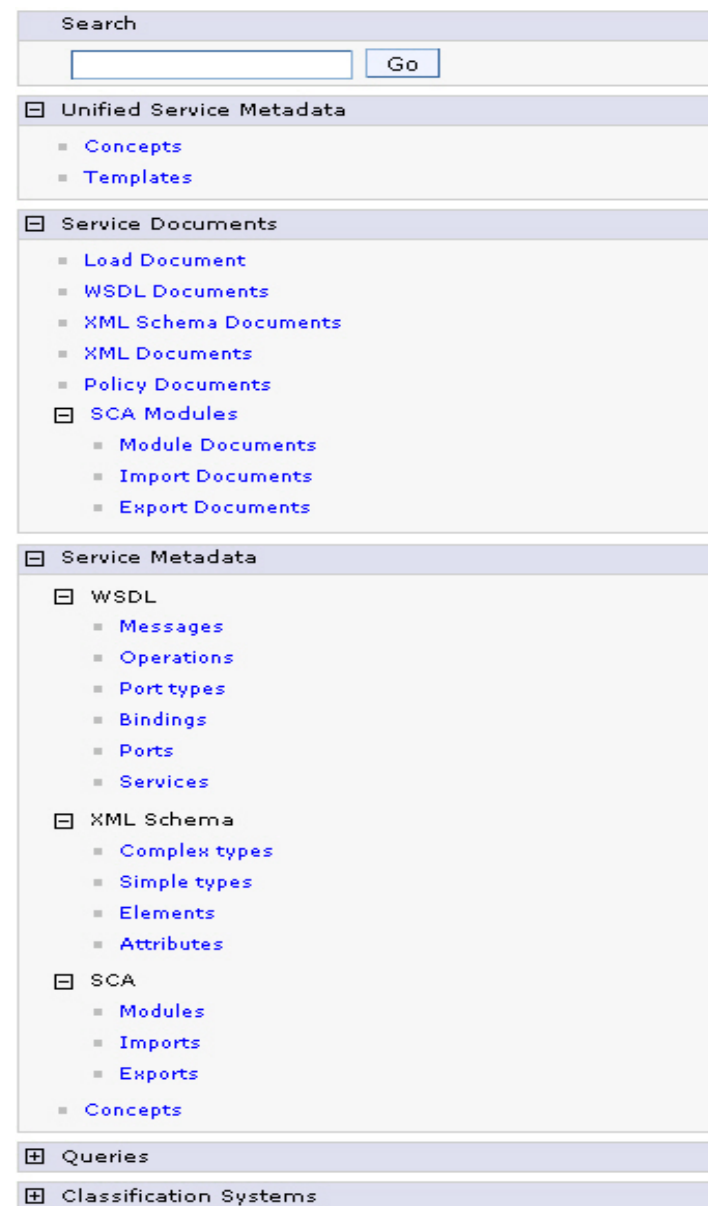 Search
Go
Unified Service Metadata
Concepts
Templates
Service Documents
Load Document
WSDL Documents
XML Schema Documents
XML Documents
Policy Documents
SCA Modules
Module Documents
Import Documents
Export Documents
Service Metadata
WSDL
Messages
Operations
Port types
Bindings
Ports
Services
XML Schema
Complex types
Simple types
Elements
Attributes
SCA
Modules
Imports
Exports
Concepts
Queries
Classification Systems